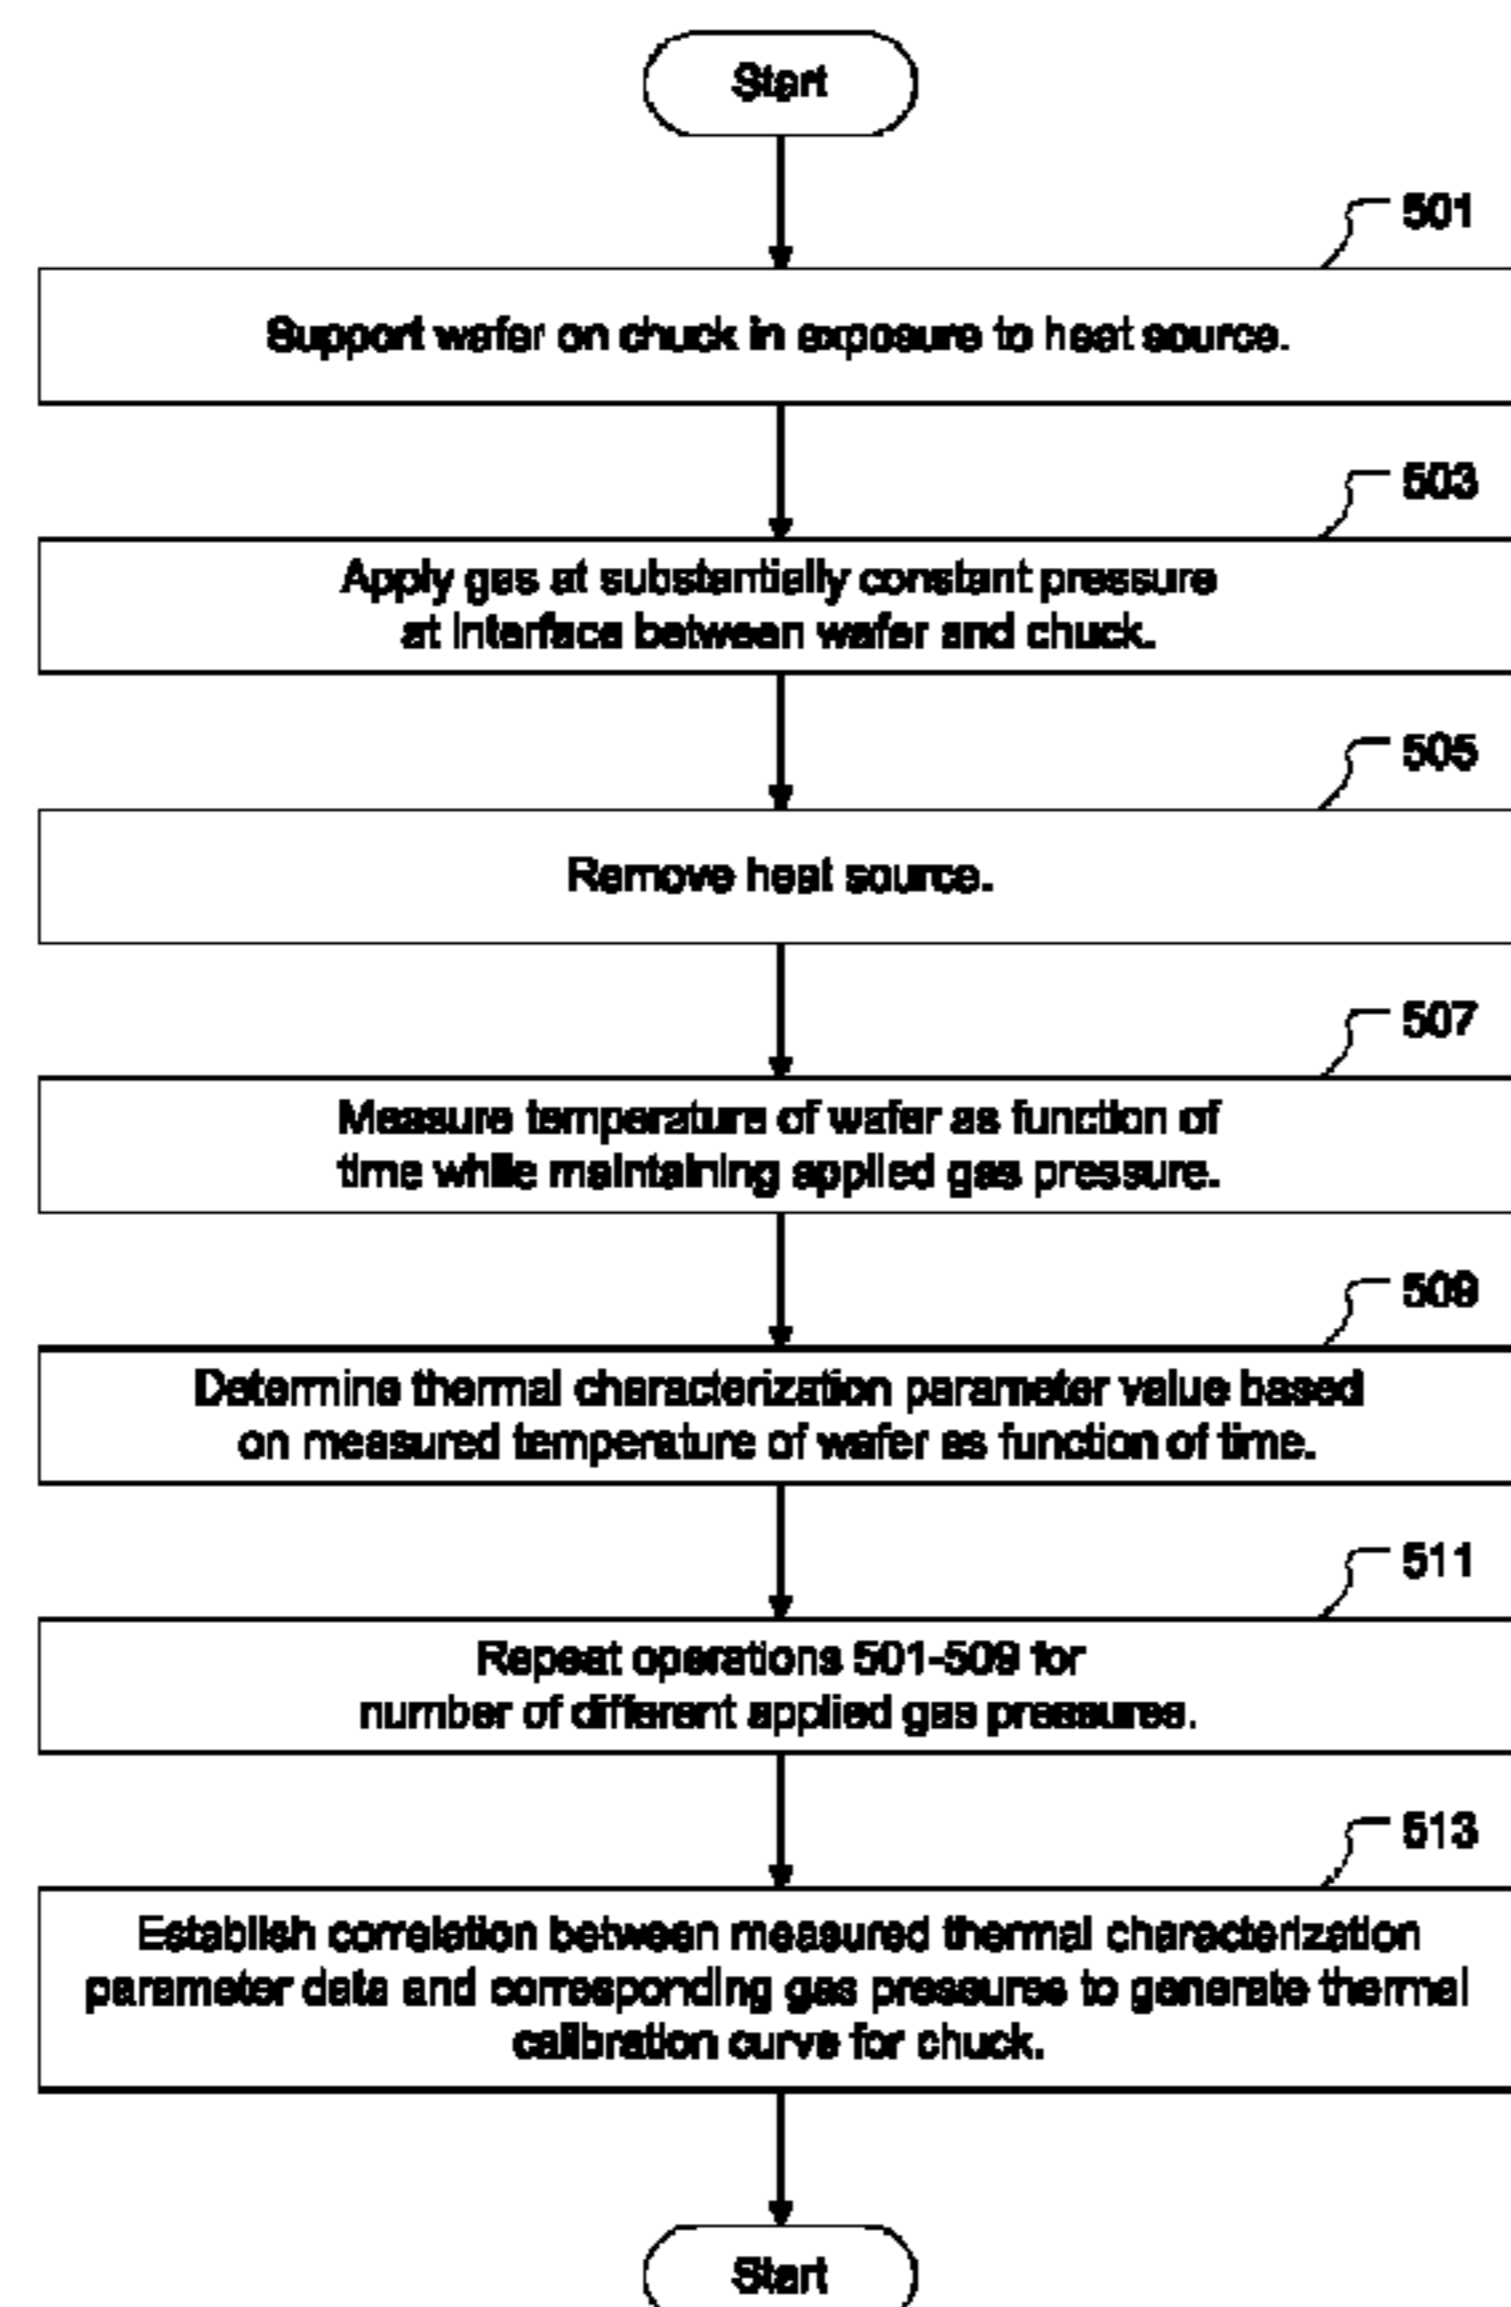 Start
501
Support wafer on chuck in exposure to heat source.
503
Apply gas at substantially constant pressure
at interface between wafer and chuck.
505
Remove heat source.
507
Measure temperature of wafer as function of
time while maintaining applied gas pressure.
509
Determine thermal characterization parameter value based
on measured temperature of wafer as function of time.
511
Repeat operations 501-509 for
number of different applied gas pressures.
513
Establish correlation between measured thermal characterization
parameter data and corresponding gas pressures to generate thermal
calibration curve for chuck.
Start